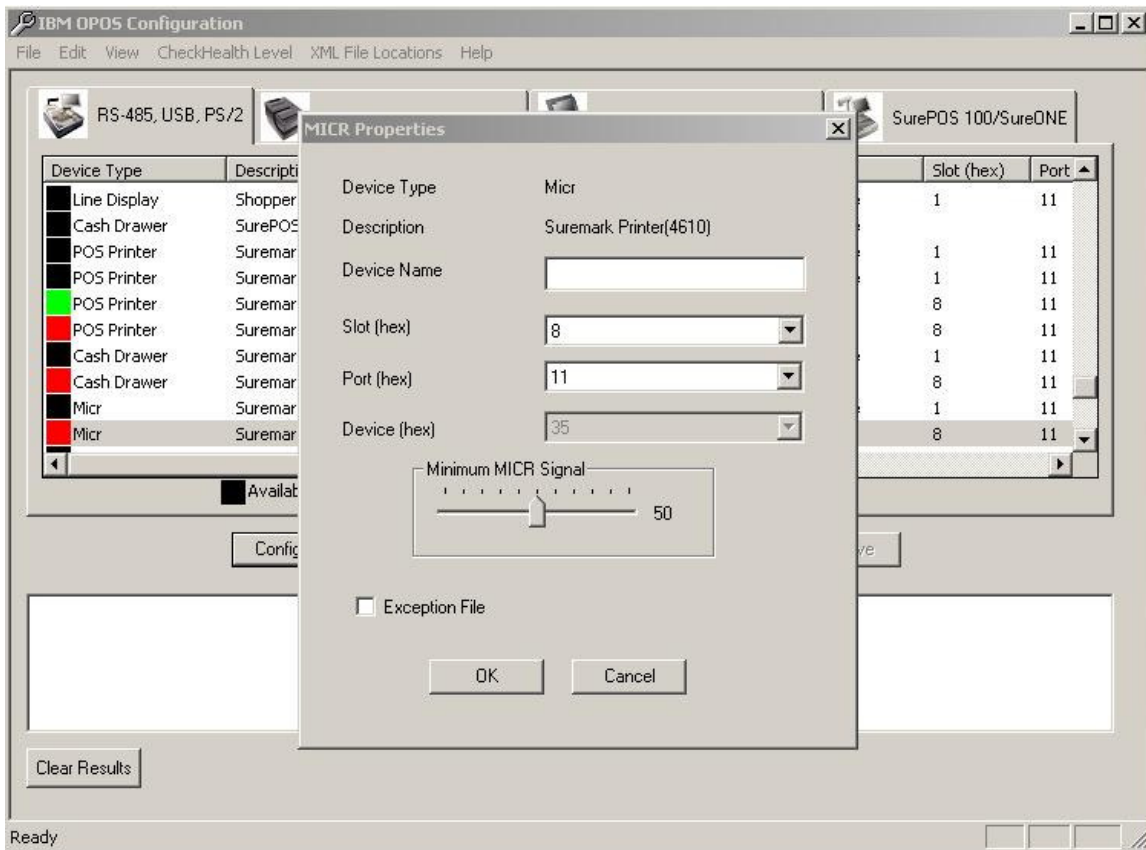 IBM OPOS Configuration
File Edit View CheckHealth Level XML File Locations Help
RS-485, USB, PS/2
SurePOS 100/SureONE
Device Type Descripti Slot (hex) Port
Line Display Shopper 1 11
Cash Drawer SurePOS
POS Printer Suremar 1 11
POS Printer Suremar 1 11
POS Printer Suremar 8 11
POS Printer Suremar 8 11
Cash Drawer Suremar 1 11
Cash Drawer Suremar 8 11
Micr Suremar 1 11
Micr Suremar 8 11
Availab
Config
ve
Clear Results
Ready
MICR Properties
Device Type Micr
Description Suremark Printer(4610)
Device Name
Slot (hex) 8
Port (hex) 11
Device (hex) 35
Minimum MICR Signal
50
Exception File
OK Cancel